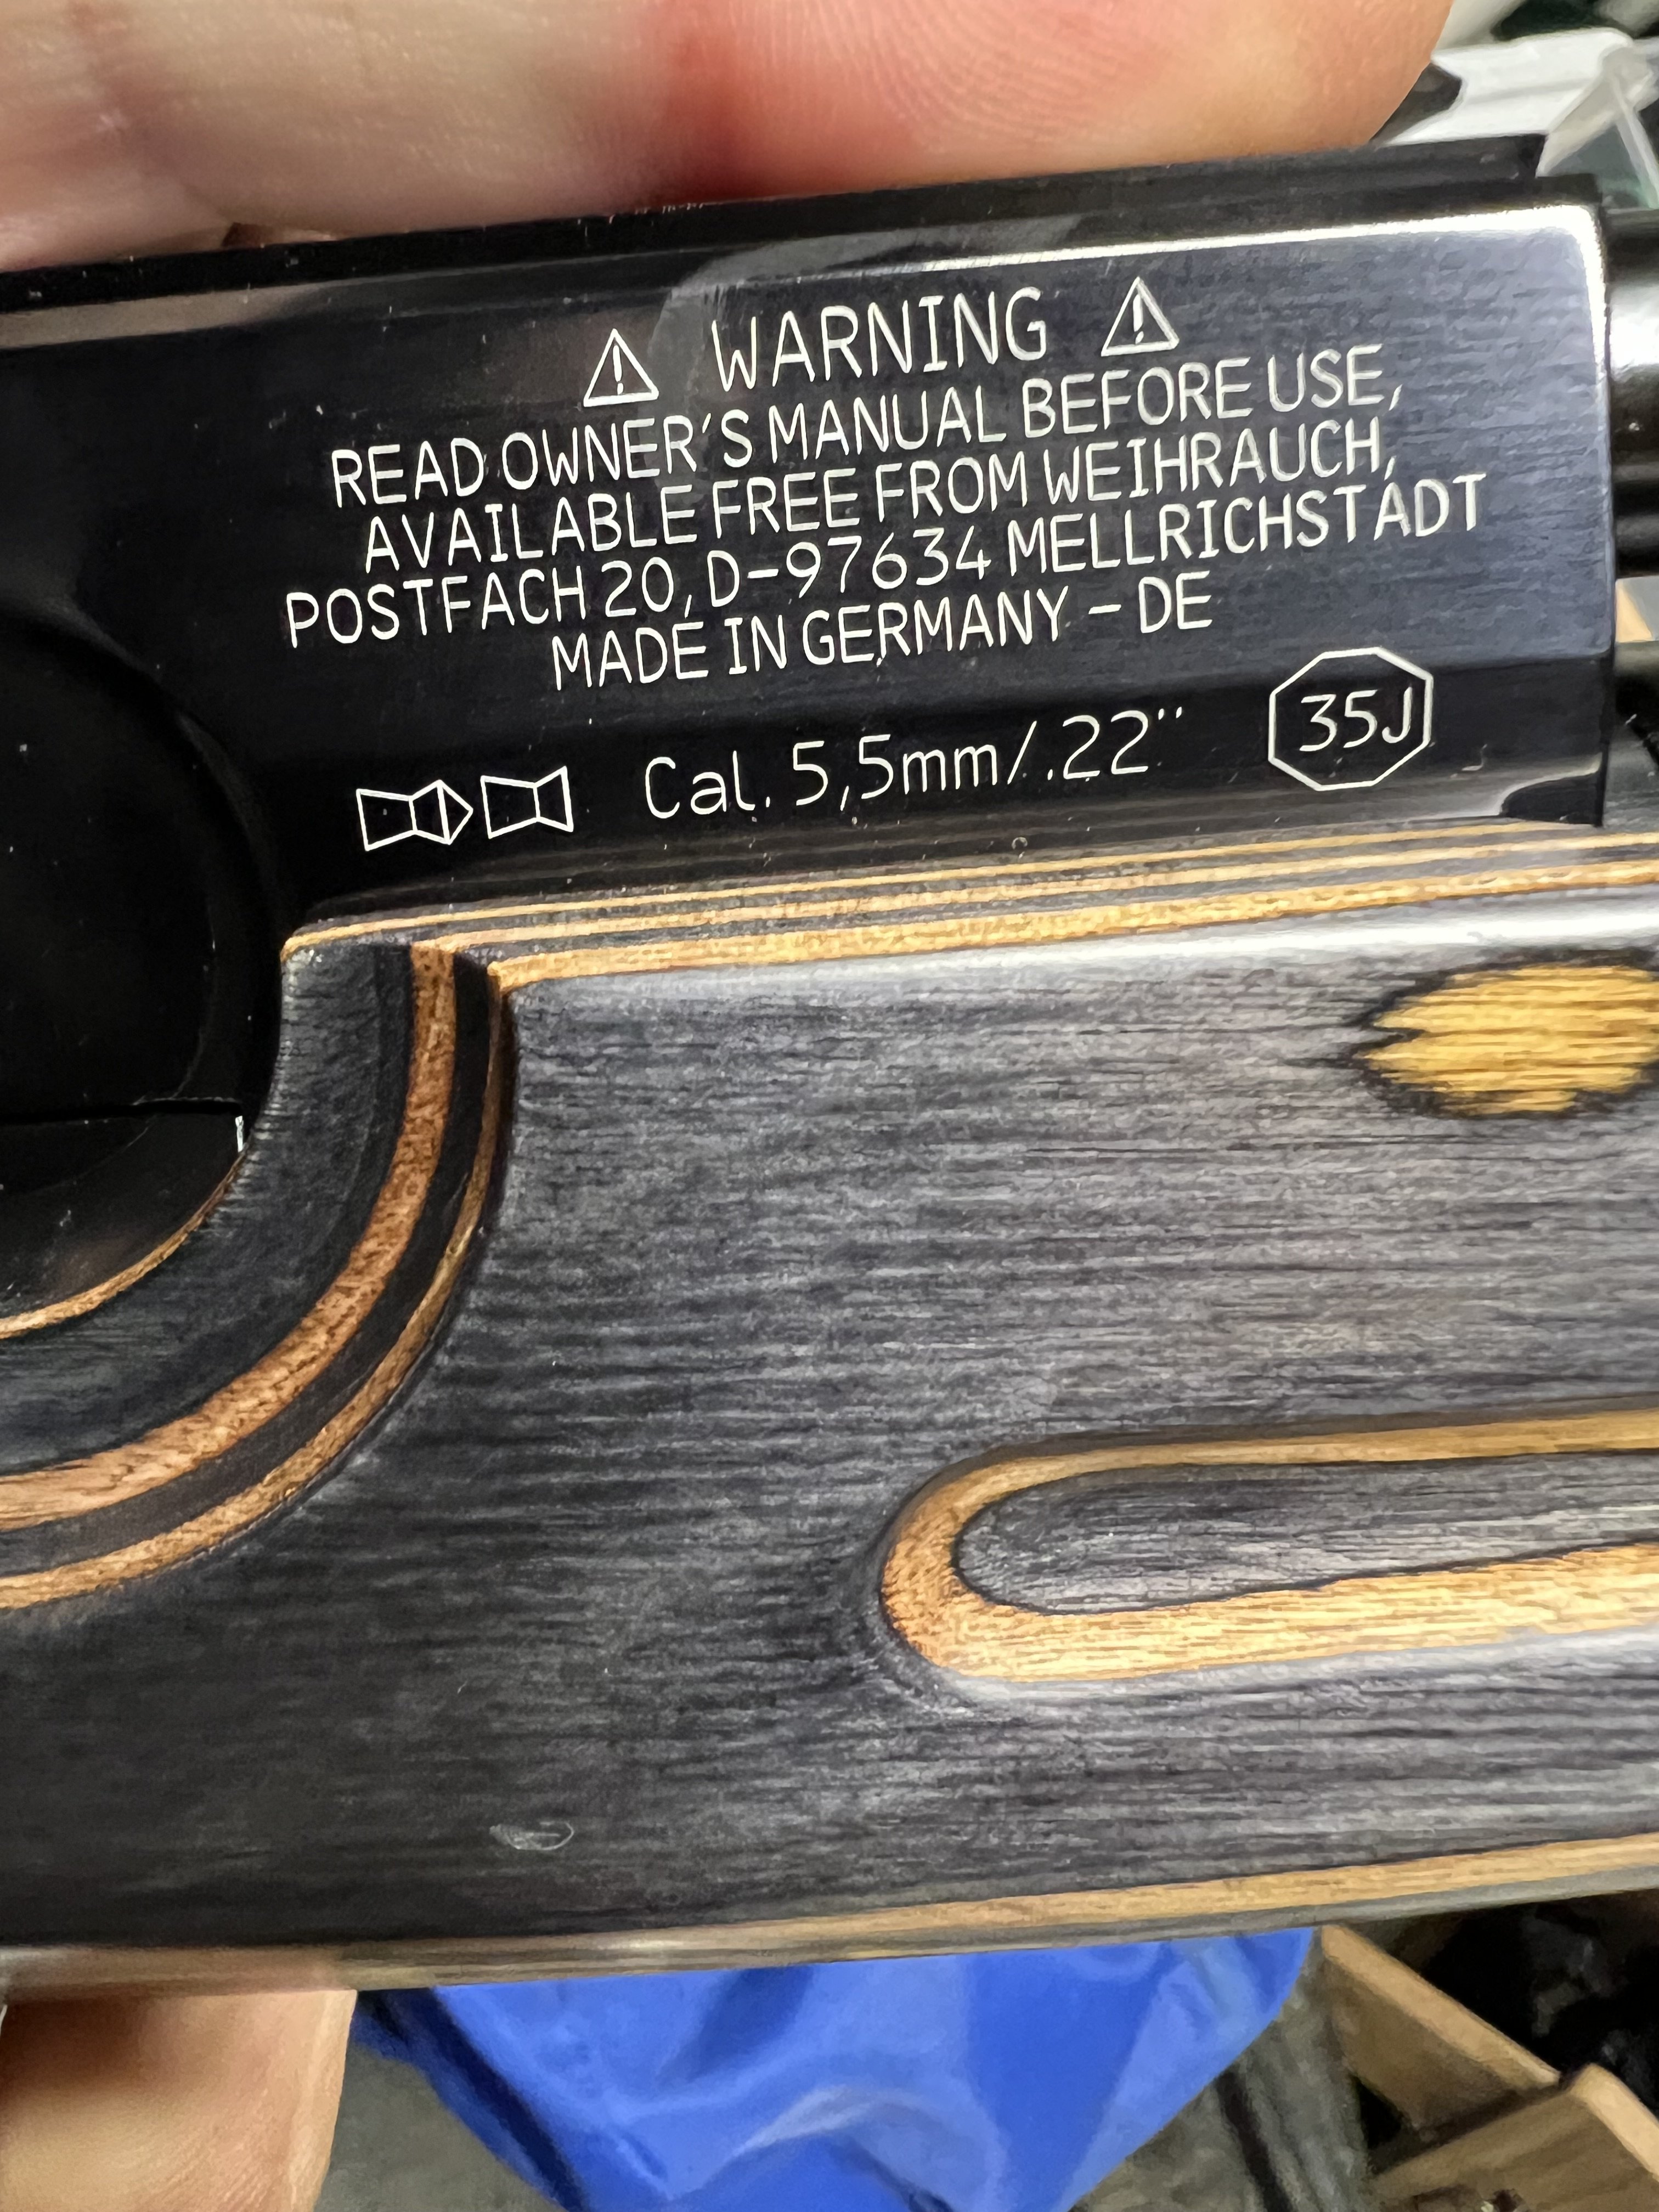 WARNING
READ OWNER'S MANUAL BEFORE USE,
AVAILABLE FREE FROM WEIHRAUCH,
POSTFACH 20, D-97634 MELLRICHSTADT
MADE IN GERMANY - DE
Cal. 5,5mm/.22" 35J